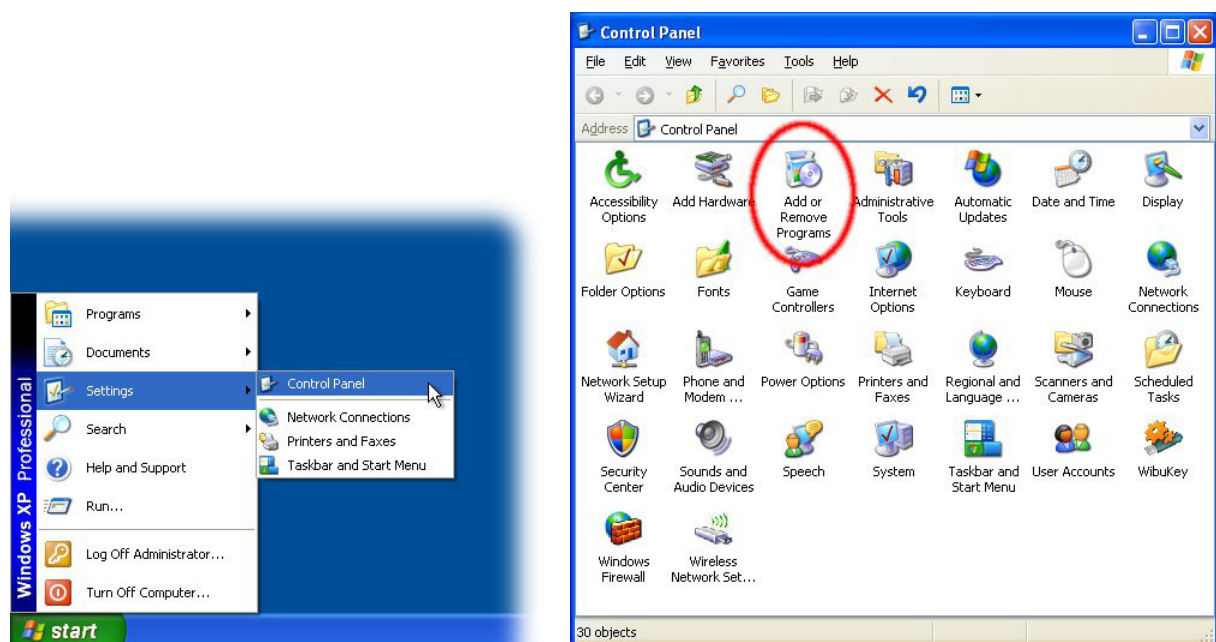 Programs
Documents
Settings
Search
Help and Support
Run...
Log Off Administrator...
Turn Off Computer...
Windows XP Professional
start
Control Panel
Network Connections
Printers and Faxes
Taskbar and Start Menu
Control Panel
File Edit View Favorites Tools Help
Address Control Panel
Accessibility Options
Add Hardware
Add or Remove Programs
Administrative Tools
Automatic Updates
Date and Time
Display
Folder Options
Fonts
Game Controllers
Internet Options
Keyboard
Mouse
Network Connections
Network Setup Wizard
Phone and Modem ...
Power Options
Printers and Faxes
Regional and Language ...
Scanners and Cameras
Scheduled Tasks
Security Center
Sounds and Audio Devices
Speech
System
Taskbar and Start Menu
User Accounts
WibuKey
Windows Firewall
Wireless Network Set...
30 objects